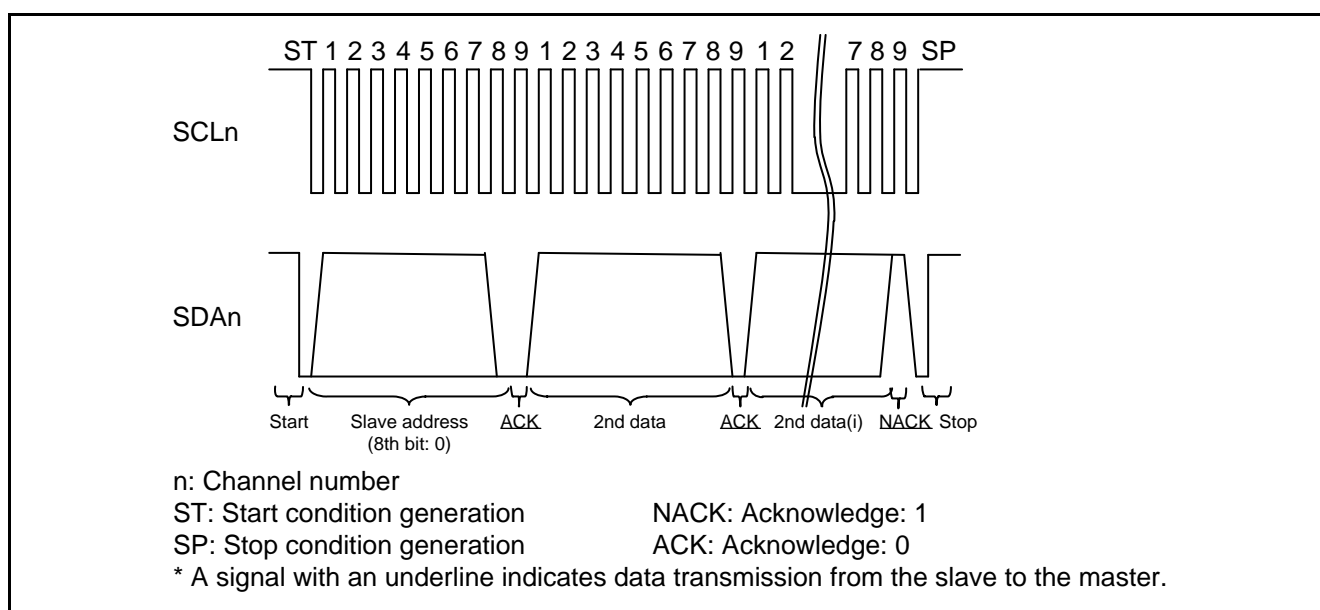 ST 1 2 3 4 5 6 7 8 9 1 2 3 4 5 6 7 8 9 1 2 7 8 9 SP
SCLn
SDAn
Start
Slave address
(8th bit: 0)
ACK
2nd data
ACK
2nd data(i)
NACK
Stop
n: Channel number
ST: Start condition generation NACK: Acknowledge: 1
SP: Stop condition generation ACK: Acknowledge: 0
* A signal with an underline indicates data transmission from the slave to the master.